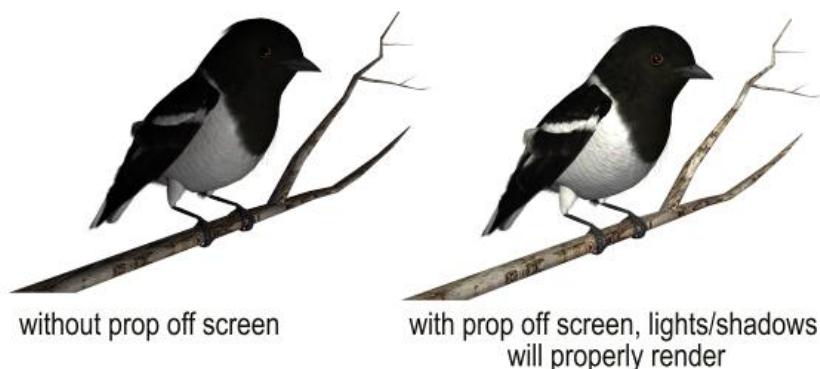 without prop off screen
with prop off screen, lights/shadows
will properly render